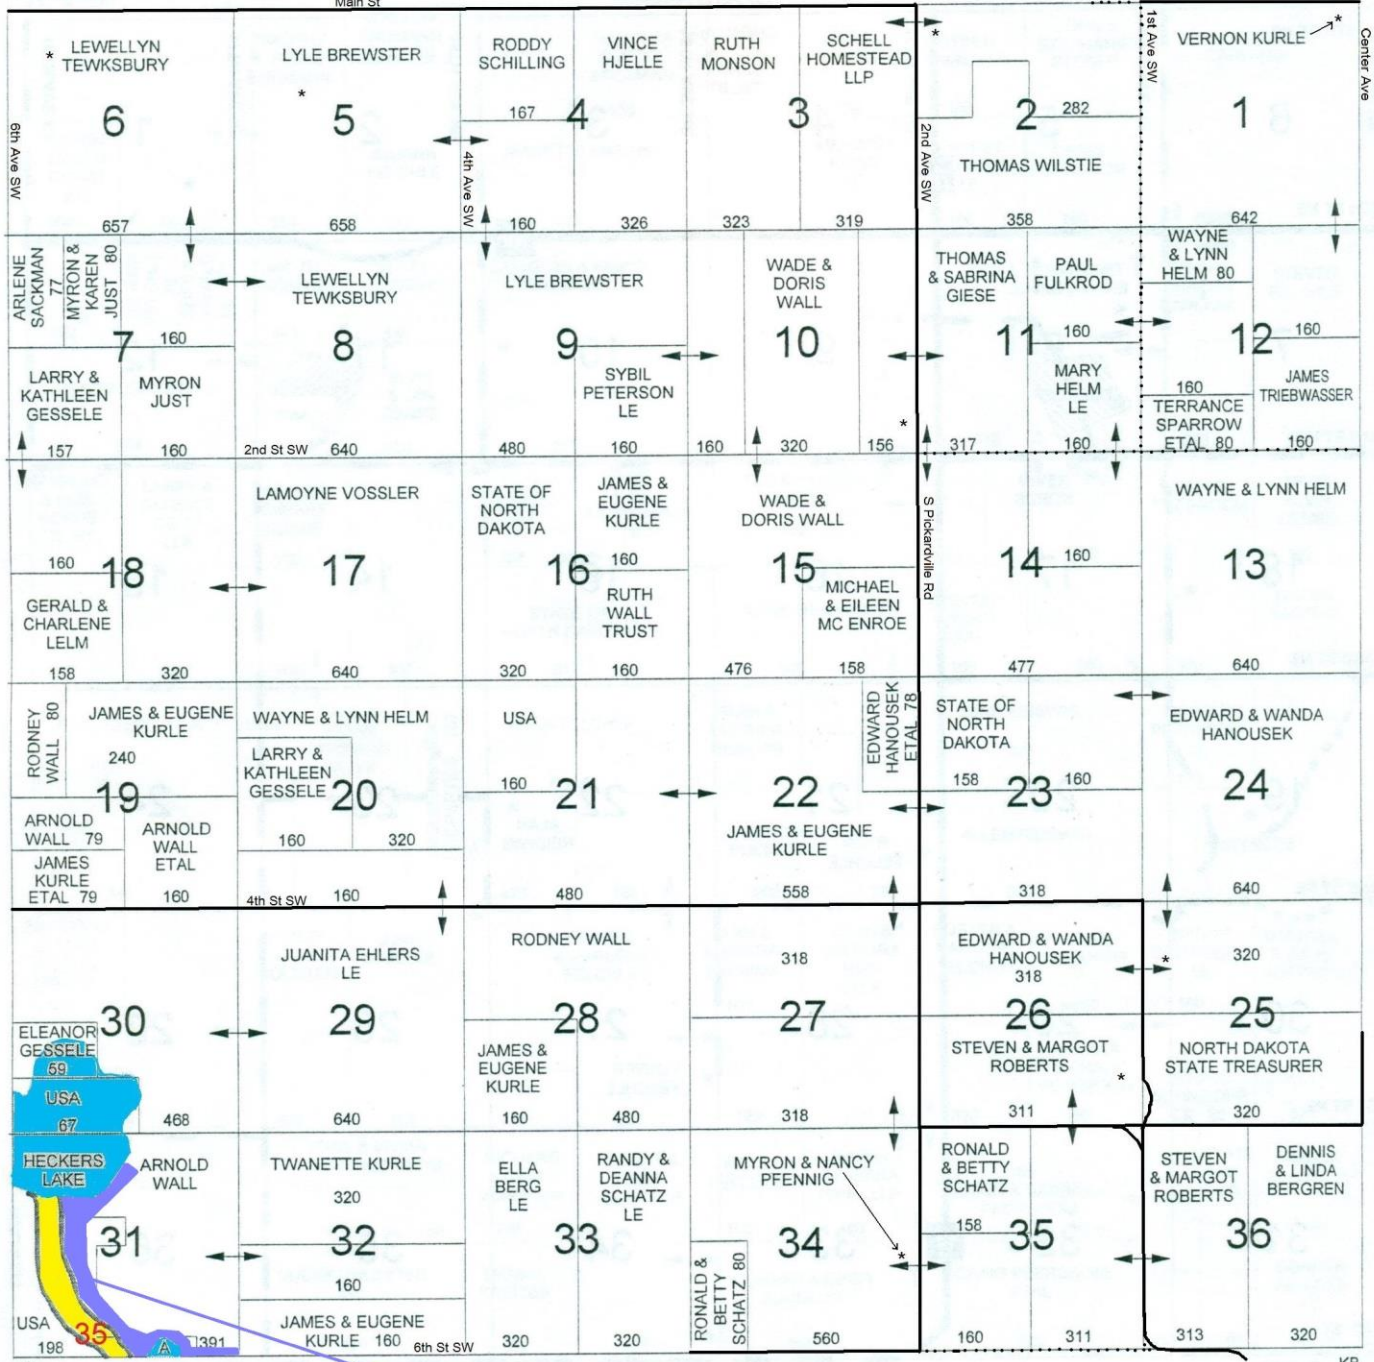 Main St
* LEWELLYN
TEWKSBURY
6
657
6th Ave SW
LYLE BREWSTER
*
5
658
RODDY
SCHILLING
167
4th Ave SW
160
VINCE
HJELLE
4
326
RUTH
MONSON
3
323
SCHELL
HOMESTEAD
LLP
319
*
2
282
2nd Ave SW
THOMAS WILSTIE
358
1st Ave SW
VERNON KURLE
*
1
642
Center Ave
ARLENE
SACKMAN
77
MYRON &
KAREN
JUST 80
7
160
LARRY &
KATHLEEN
GESSELE
157
MYRON
JUST
160
LEWELLYN
TEWKSBURY
8
2nd St SW
640
LYLE BREWSTER
9
480
SYBIL
PETERSON
LE
160
160
WADE &
DORIS
WALL
10
320
*
156
THOMAS
& SABRINA
GIESE
317
PAUL
FULKROD
160
11
MARY
HELM
LE
160
WAYNE
& LYNN
HELM 80
160
12
160
TERRANCE
SPARROW
ETAL 80
JAMES
TRIEBWASSER
160
160
18
GERALD &
CHARLENE
LELM
158
320
LAMOYNE VOSSLER
17
640
STATE OF
NORTH
DAKOTA
320
JAMES &
EUGENE
KURLE
160
16
RUTH
WALL
TRUST
160
WADE &
DORIS WALL
15
476
MICHAEL
& EILEEN
MC ENROE
158
S Pickardville Rd
14
160
477
WAYNE & LYNN HELM
13
640
RODNEY
WALL 80
JAMES & EUGENE
KURLE
240
19
ARNOLD
WALL 79
JAMES
KURLE
ETAL 79
ARNOLD
WALL
ETAL
160
WAYNE & LYNN HELM
LARRY &
KATHLEEN
GESSELE
20
160
320
4th St SW
160
USA
160
21
480
EDWARD
HANOUSEK
ETAL 78
22
JAMES & EUGENE
KURLE
558
STATE OF
NORTH
DAKOTA
158
160
23
318
EDWARD & WANDA
HANOUSEK
24
640
30
ELEANOR
GESSELE
59
USA
67
468
JUANITA EHLERS
LE
29
640
RODNEY WALL
28
JAMES &
EUGENE
KURLE
160
480
318
27
318
EDWARD & WANDA
HANOUSEK
318
26
STEVEN & MARGOT
ROBERTS
*
311
*
320
25
NORTH DAKOTA
STATE TREASURER
320
HECKERS
LAKE
ARNOLD
WALL
31
USA
198
35
A
391
TWANETTE KURLE
320
32
160
JAMES & EUGENE
KURLE 160
6th St SW
ELLA
BERG
LE
320
RANDY &
DEANNA
SCHATZ
LE
33
320
MYRON & NANCY
PFENNIG
*
34
RONALD &
BETTY
SCHATZ 80
560
RONALD
& BETTY
SCHATZ
158
35
160
311
STEVEN
& MARGOT
ROBERTS
313
DENNIS
& LINDA
BERGREN
36
320